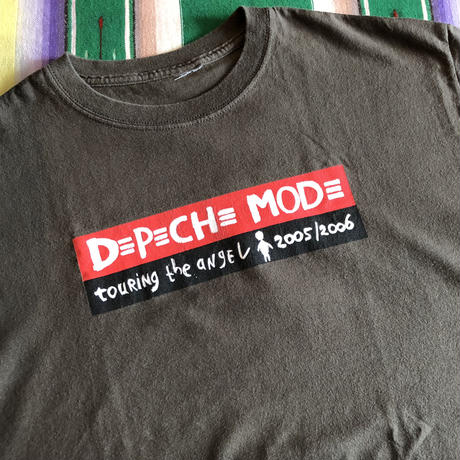 DEPECHE MODE
touRing the angeL 2005/2006